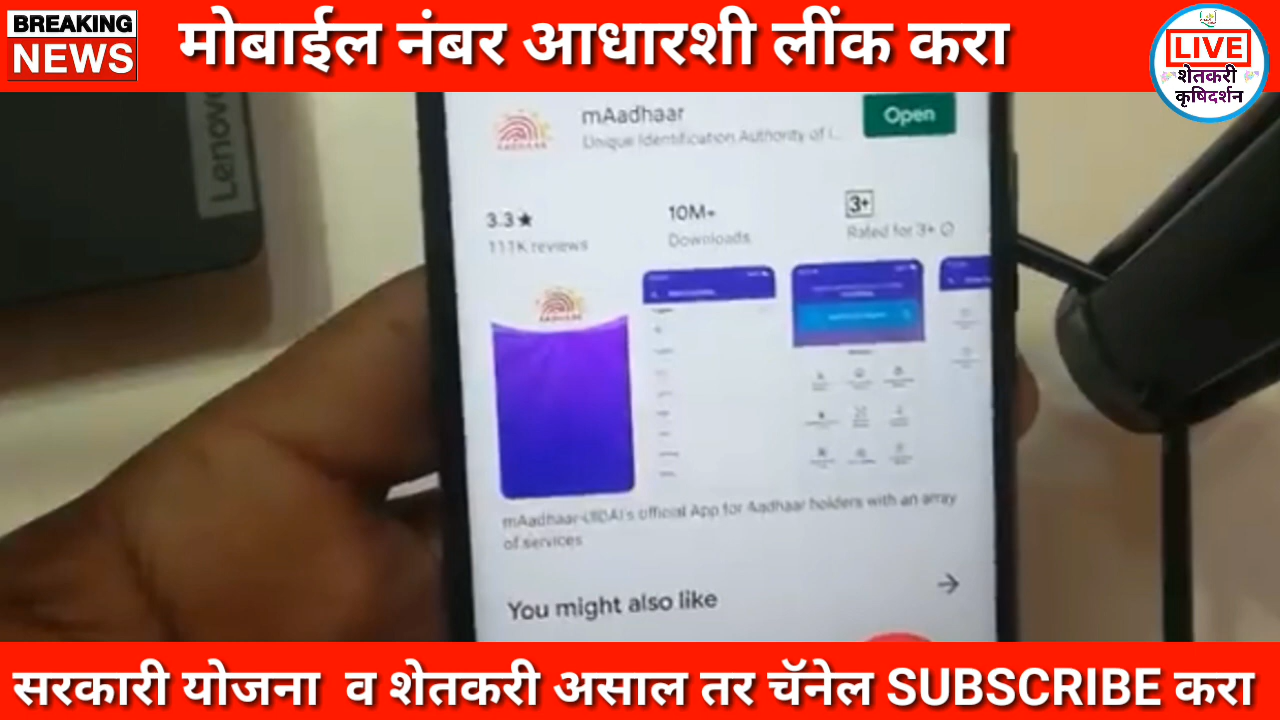 BREAKING
NEWS
मोबाईल नंबर आधारशी लींक करा
LIVE
शेतकरी
कृषिदर्शन
Lenovo
mAadhaar
Unique Identification Authority of I...
Open
3.3★
111K reviews
10M+
Downloads
3+
Rated for 3+
AADHAAR
mAadhaar-UIDAI's official App for Aadhaar holders with an array
of services
You might also like
सरकारी योजना व शेतकरी असाल तर चॅनेल SUBSCRIBE करा